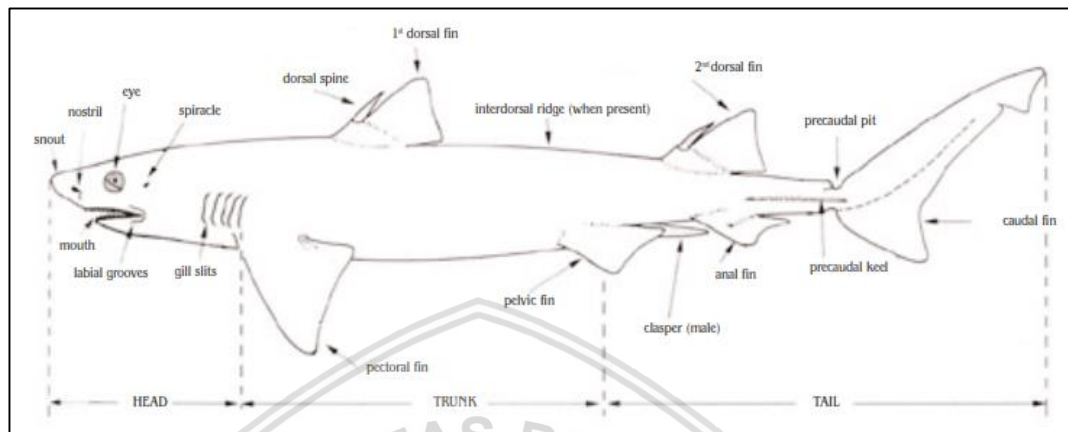 1st dorsal fin
dorsal spine
2nd dorsal fin
eye
nostril
spiracle
interdorsal ridge (when present)
precaudal pit
snout
caudal fin
mouth
labial grooves
gill slits
pelvic fin
anal fin
precaudal keel
clasper (male)
pectoral fin
HEAD
TRUNK
TAIL